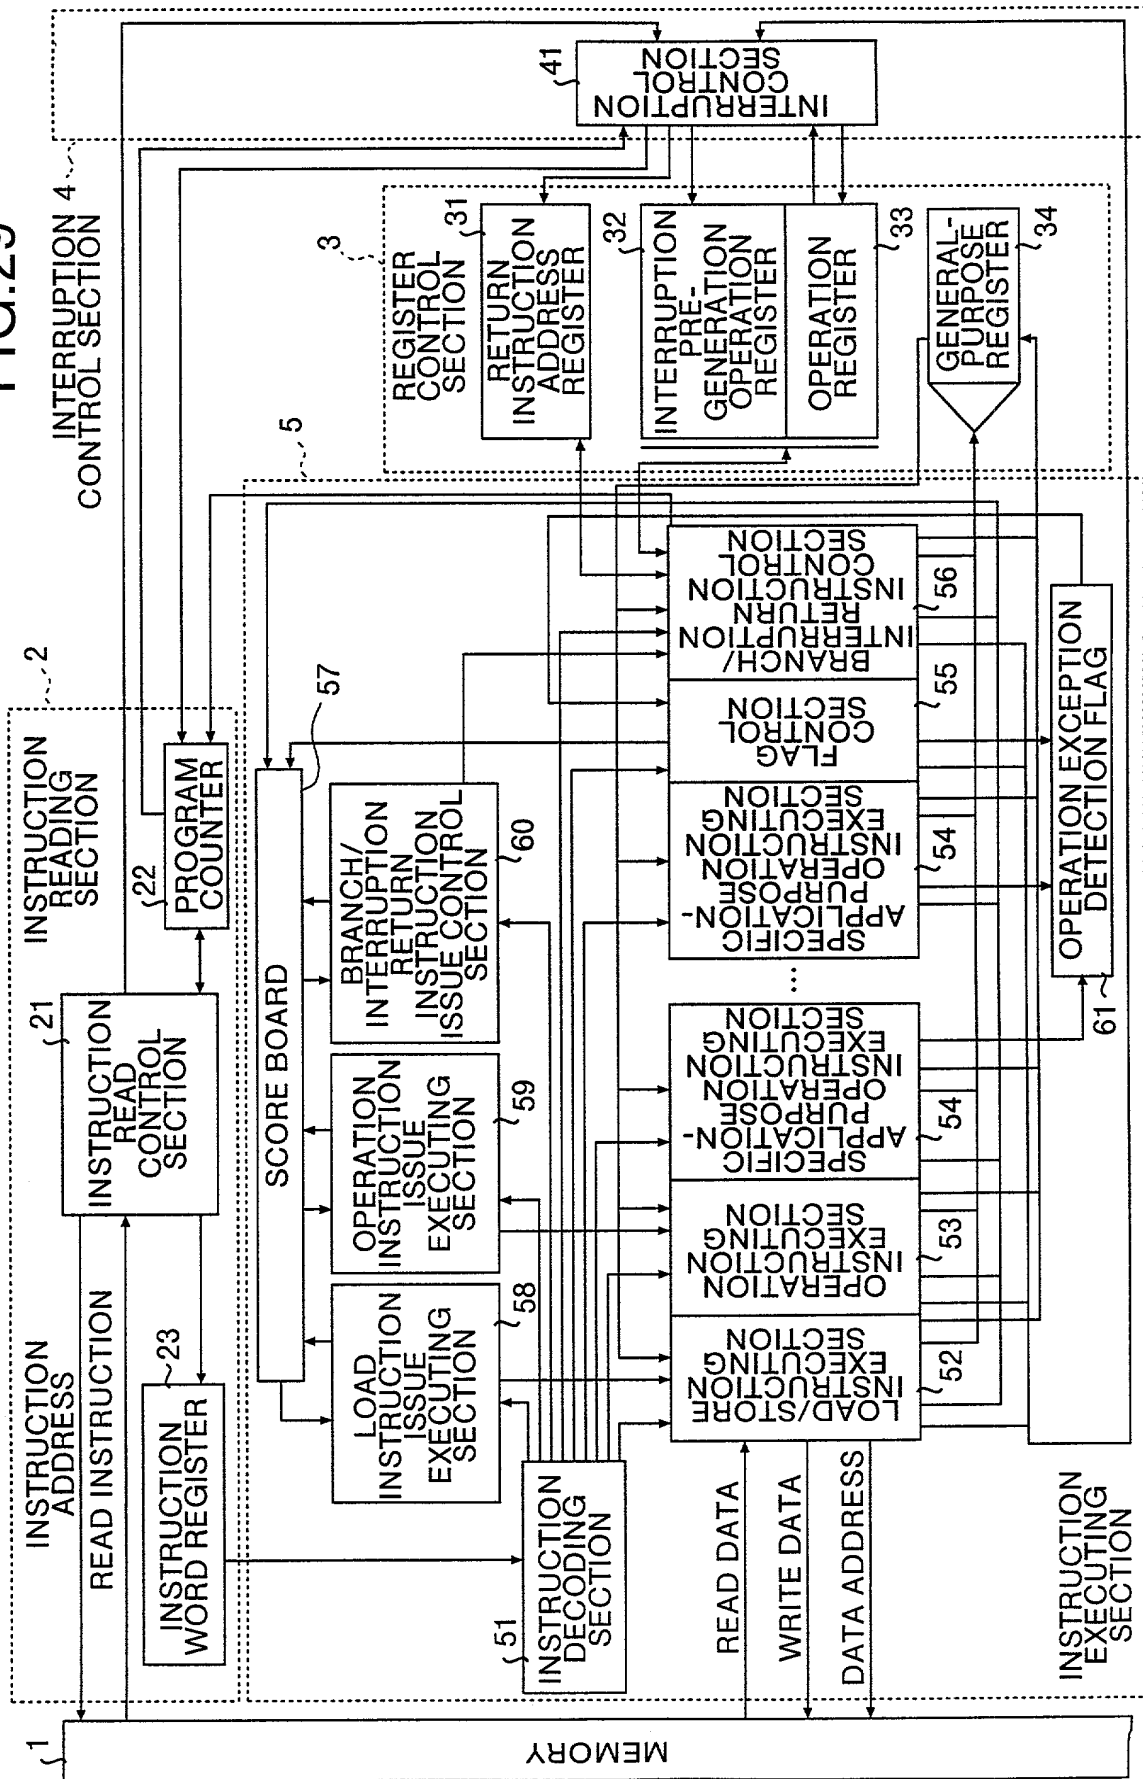 FIG.29
1
MEMORY
INSTRUCTION
ADDRESS
READ INSTRUCTION
INSTRUCTION
READING
SECTION
2
21
INSTRUCTION
READ
CONTROL
SECTION
22
PROGRAM
COUNTER
23
INSTRUCTION
WORD REGISTER
INTERRUPTION
CONTROL SECTION
4
41
INTERRUPTION
CONTROL
SECTION
3
REGISTER
CONTROL
SECTION
31
RETURN
INSTRUCTION
ADDRESS
REGISTER
32
INTERRUPTION
PRE-
GENERATION
OPERATION
REGISTER
OPERATION
REGISTER
33
GENERAL-
PURPOSE
REGISTER
34
5
SCORE BOARD
57
LOAD
INSTRUCTION
ISSUE
EXECUTING
SECTION
58
OPERATION
INSTRUCTION
ISSUE
EXECUTING
SECTION
59
BRANCH/
INTERRUPTION
RETURN
INSTRUCTION
ISSUE CONTROL
SECTION
60
51
INSTRUCTION
DECODING
SECTION
LOAD/STORE
INSTRUCTION
EXECUTING
SECTION
52
OPERATION
INSTRUCTION
EXECUTING
SECTION
53
SPECIFIC
APPLICATION-
PURPOSE
OPERATION
INSTRUCTION
EXECUTING
SECTION
54
...
SPECIFIC
APPLICATION-
PURPOSE
OPERATION
INSTRUCTION
EXECUTING
SECTION
54
FLAG
CONTROL
SECTION
55
BRANCH/
INTERRUPTION
RETURN
INSTRUCTION
CONTROL
SECTION
56
READ DATA
WRITE DATA
DATA ADDRESS
61
OPERATION EXCEPTION
DETECTION FLAG
INSTRUCTION
EXECUTING
SECTION